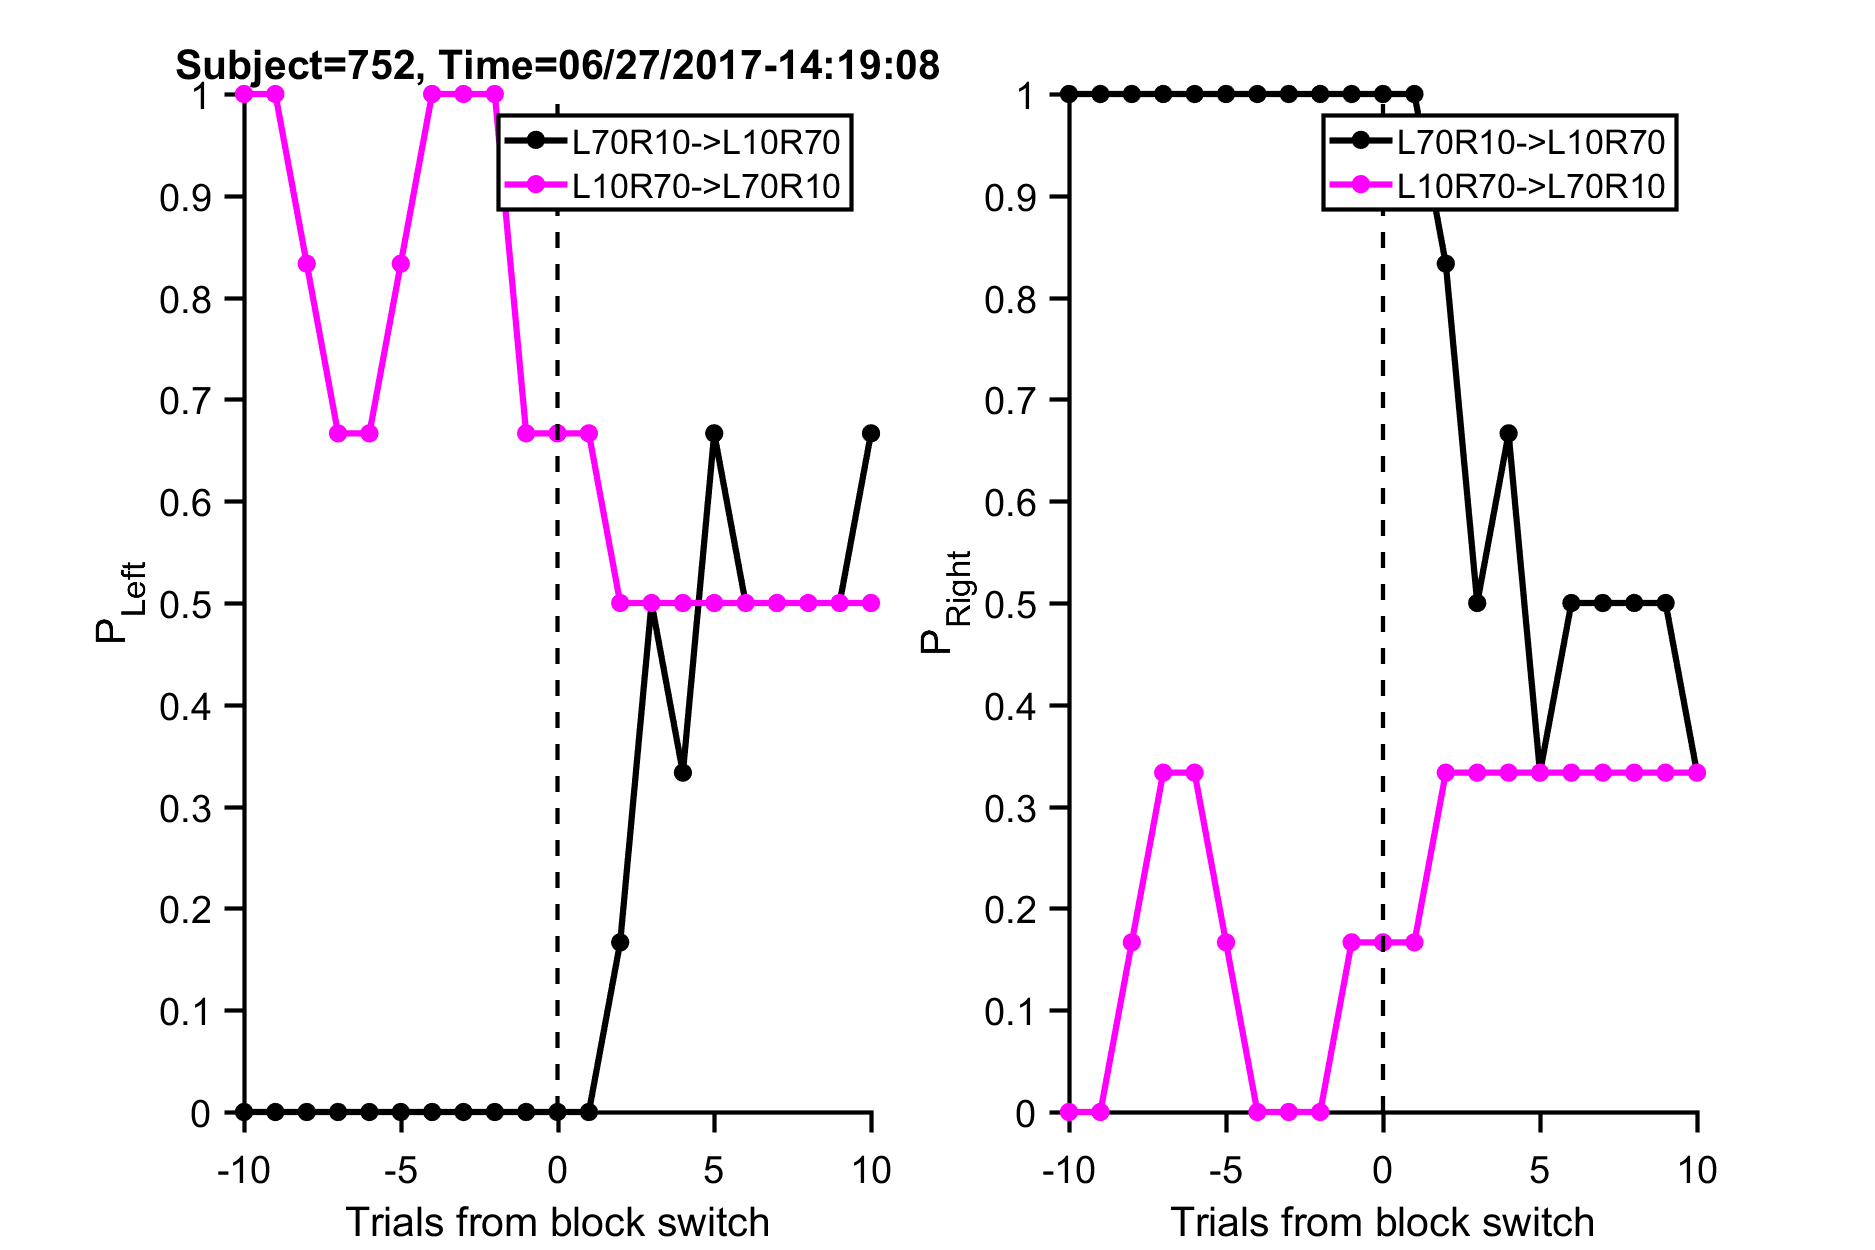 Subject=752, Time=06/27/2017-14:19:08
1
0.9
0.8
0.7
0.6
0.5
0.4
0.3
0.2
0.1
0
P_Left
L70R10->L10R70
L10R70->L70R10
-10 -5 0 5 10
Trials from block switch
1
0.9
0.8
0.7
0.6
0.5
0.4
0.3
0.2
0.1
0
P_Right
L70R10->L10R70
L10R70->L70R10
-10 -5 0 5 10
Trials from block switch